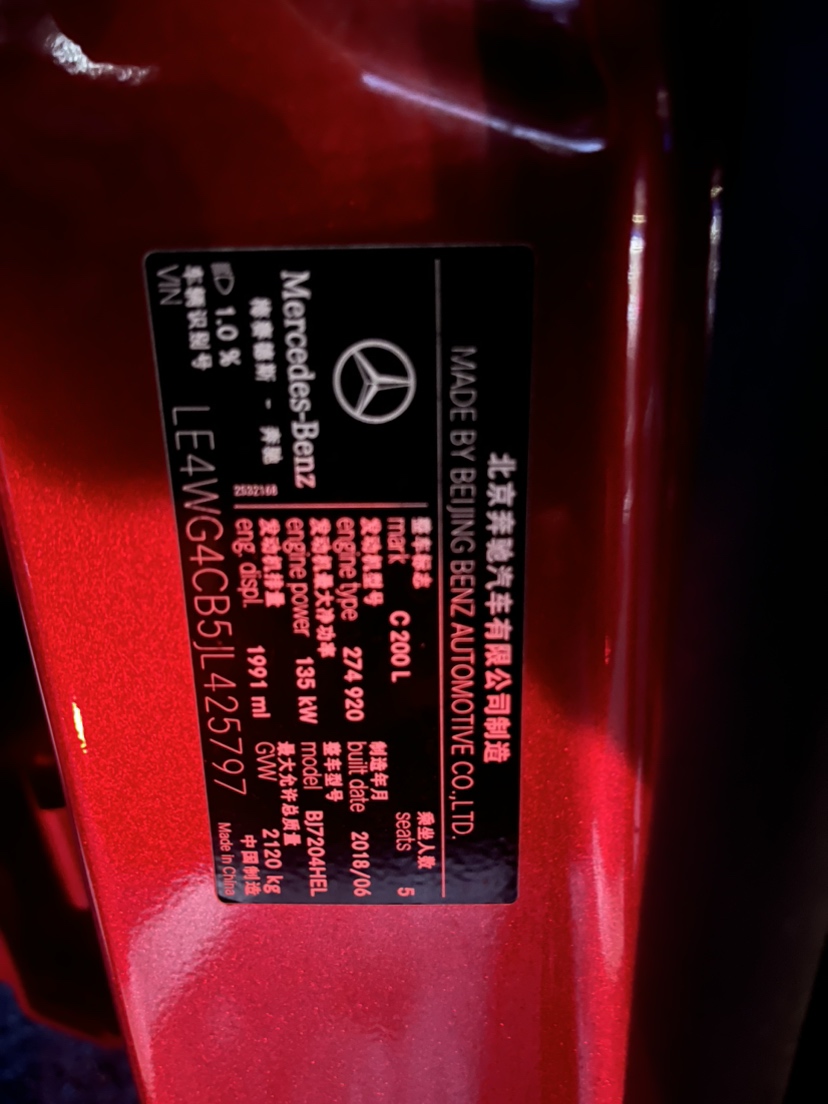 北京奔驰汽车有限公司制造
MADE BY BEIJING BENZ AUTOMOTIVE CO.,LTD.
Mercedes-Benz
梅赛德斯 - 奔驰
2532168
整车标志
mark C 200 L
乘坐人数
seats 5
发动机型号
engine type 274 920
制造年月
built date 2018/06
发动机最大净功率
engine power 135 kW
整车型号
model BJ7204HEL
发动机排量
eng. displ. 1991 ml
最大允许总质量
GVW 2120 kg
1.0 %
车辆识别号
VIN LE4WG4CB5JL425797
中国制造
Made In China